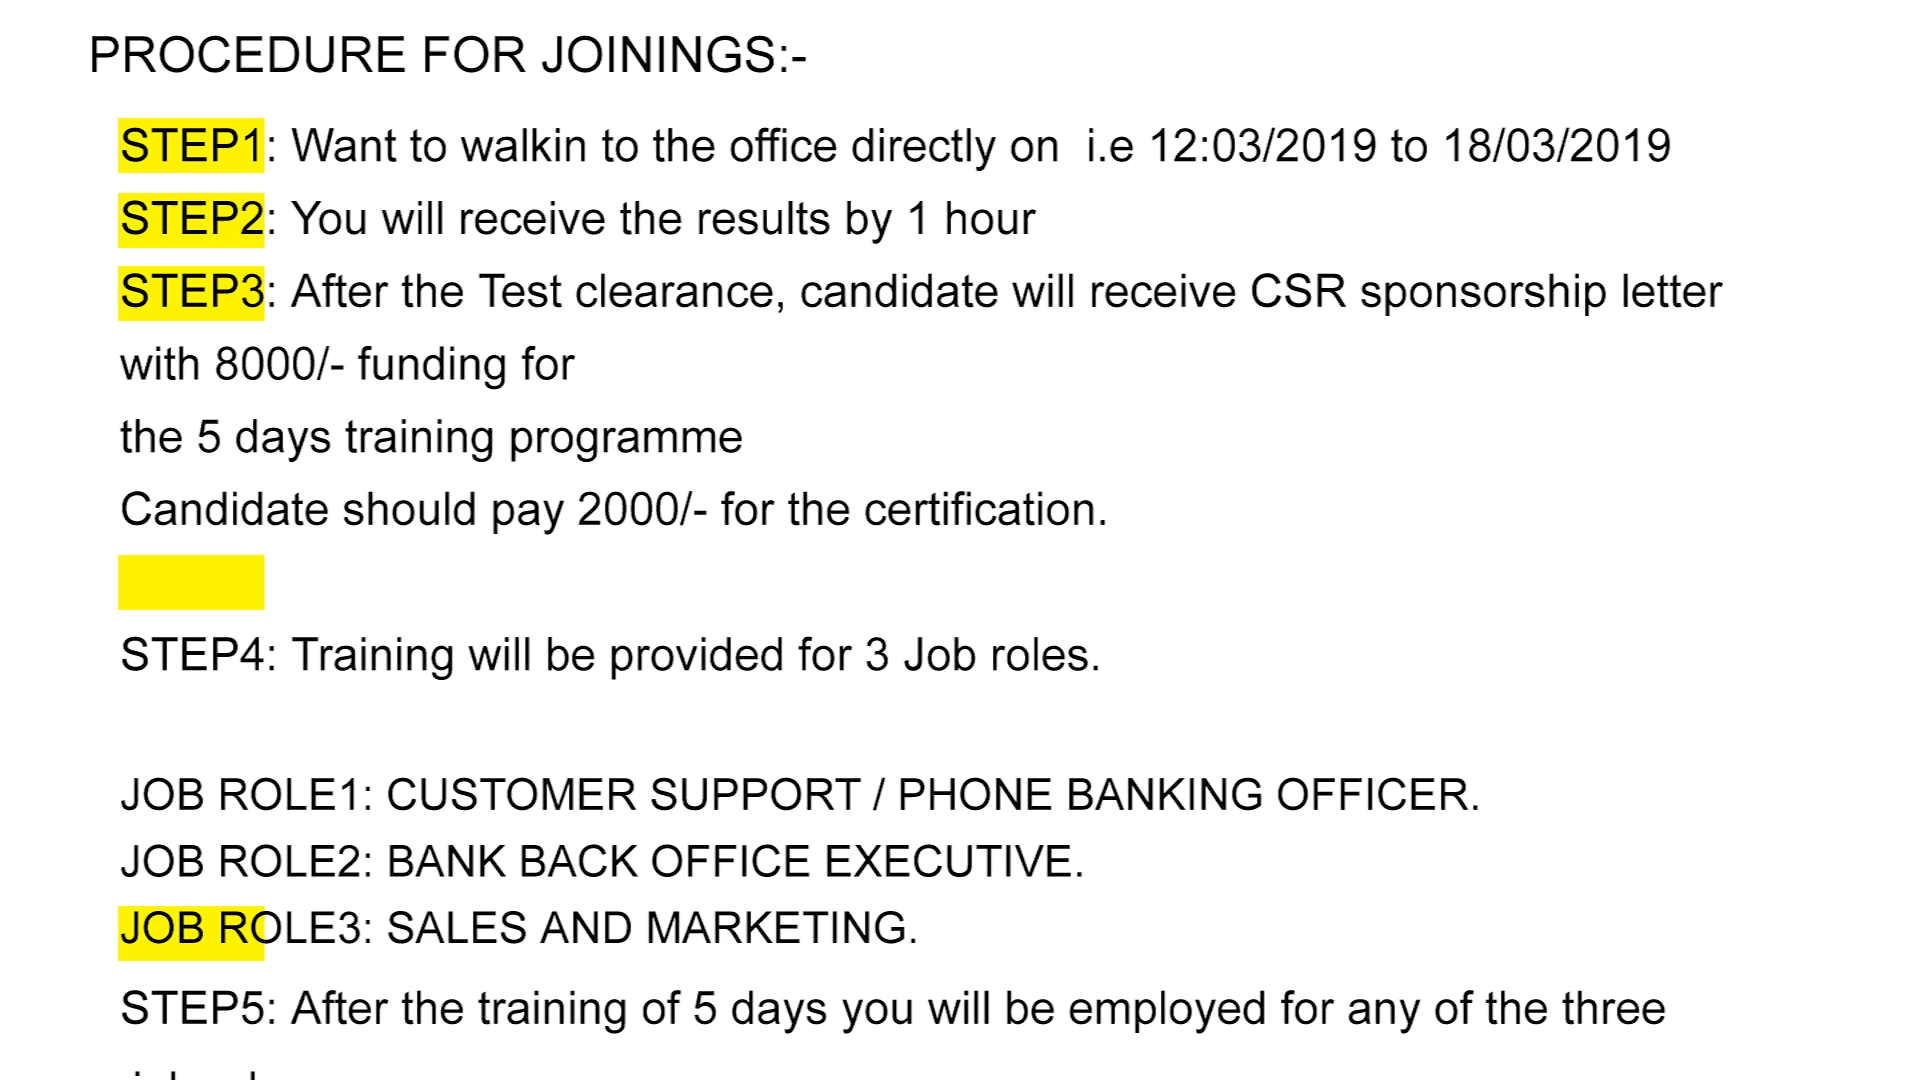 PROCEDURE FOR JOININGS:-
STEP1: Want to walkin to the office directly on  i.e 12:03/2019 to 18/03/2019
STEP2: You will receive the results by 1 hour
STEP3: After the Test clearance, candidate will receive CSR sponsorship letter
with 8000/- funding for
the 5 days training programme
Candidate should pay 2000/- for the certification.
STEP4: Training will be provided for 3 Job roles.
JOB ROLE1: CUSTOMER SUPPORT / PHONE BANKING OFFICER.
JOB ROLE2: BANK BACK OFFICE EXECUTIVE.
JOB ROLE3: SALES AND MARKETING.
STEP5: After the training of 5 days you will be employed for any of the three